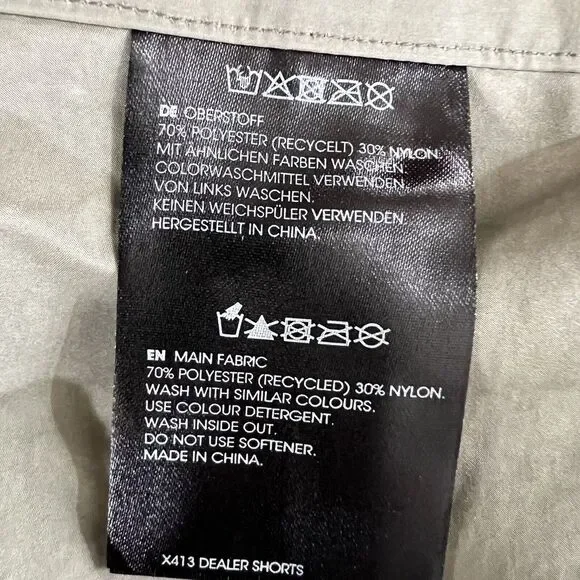 DE OBERSTOFF
70% POLYESTER (RECYCELT) 30% NYLON.
MIT ÄHNLICHEN FARBEN WASCHEN.
COLORWASCHMITTEL VERWENDEN.
VON LINKS WASCHEN.
KEINEN WEICHSPÜLER VERWENDEN.
HERGESTELLT IN CHINA.
EN MAIN FABRIC
70% POLYESTER (RECYCLED) 30% NYLON.
WASH WITH SIMILAR COLOURS.
USE COLOUR DETERGENT.
WASH INSIDE OUT.
DO NOT USE SOFTENER.
MADE IN CHINA.
X413 DEALER SHORTS